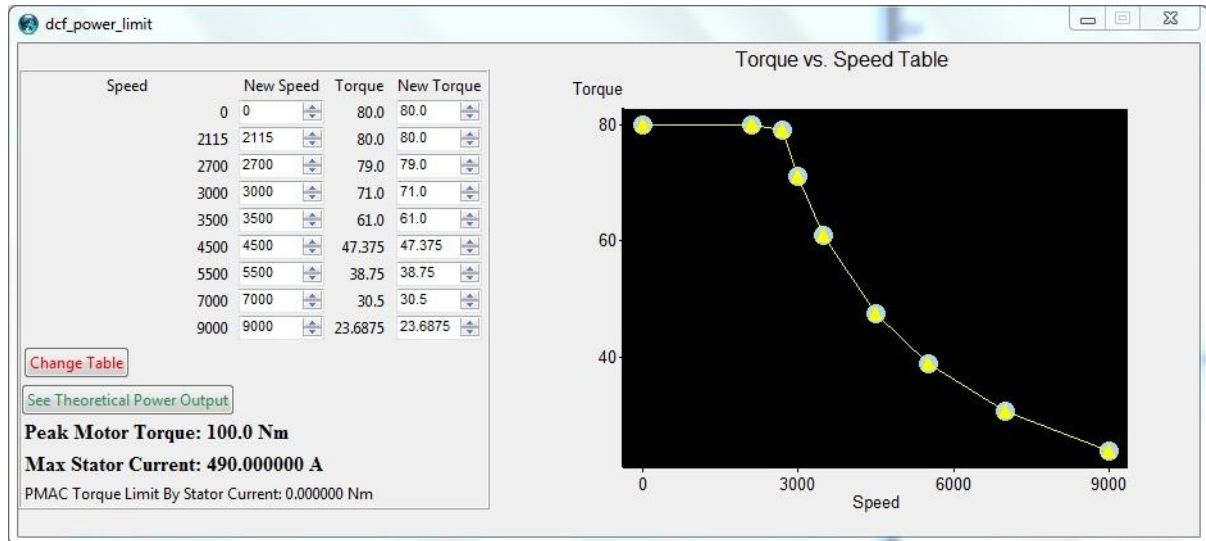 dcf_power_limit
Speed New Speed Torque New Torque
0 0 80.0 80.0
2115 2115 80.0 80.0
2700 2700 79.0 79.0
3000 3000 71.0 71.0
3500 3500 61.0 61.0
4500 4500 47.375 47.375
5500 5500 38.75 38.75
7000 7000 30.5 30.5
9000 9000 23.6875 23.6875
Change Table
See Theoretical Power Output
Peak Motor Torque: 100.0 Nm
Max Stator Current: 490.000000 A
PMAC Torque Limit By Stator Current: 0.000000 Nm
Torque vs. Speed Table
Torque
80
60
40
0 3000 6000 9000
Speed